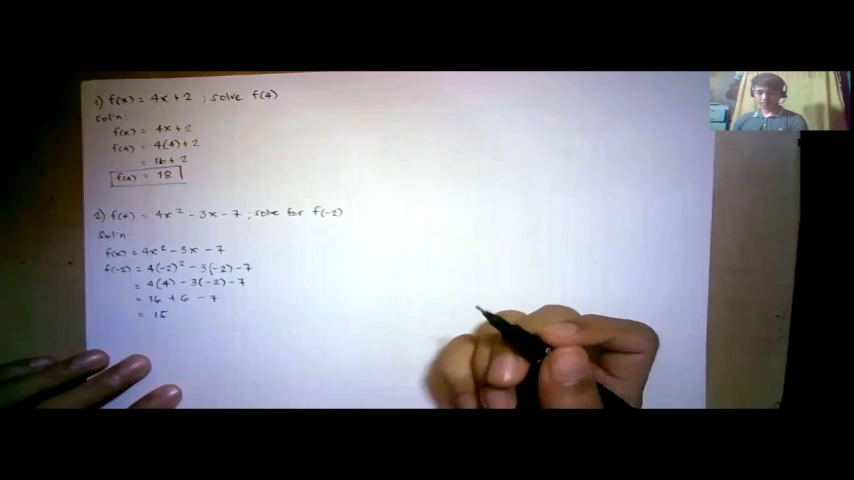 1) f(x) = 4x + 2 ; solve f(4)
sol'n:
f(x) = 4x + 2
f(4) = 4(4) + 2
= 16 + 2
f(4) = 18
2) f(x) = 4x² - 3x - 7 ; solve for f(-2)
sol'n:
f(x) = 4x² - 3x - 7
f(-2) = 4(-2)² - 3(-2) - 7
= 4(4) - 3(-2) - 7
= 16 + 6 - 7
= 15